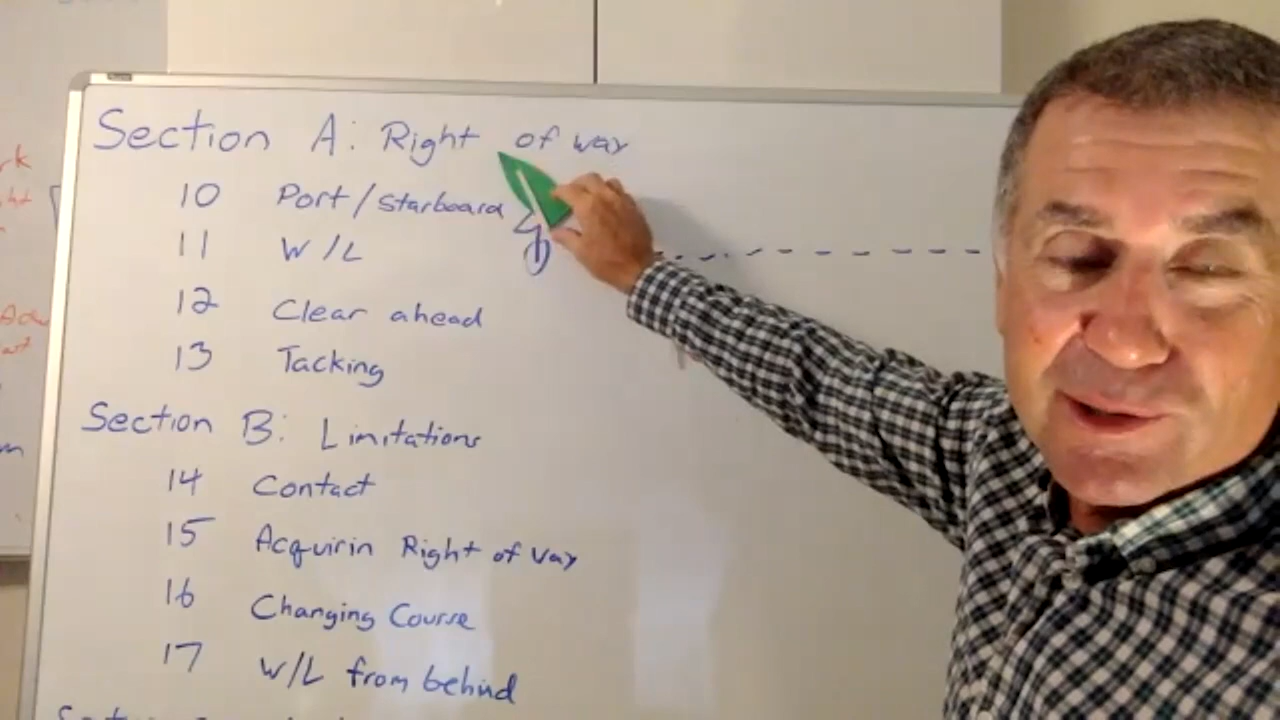 Section A: Right of way
10 Port/Starboard
11 W/L
12 Clear ahead
13 Tacking
Section B: Limitations
14 Contact
15 Acquirin Right of way
16 Changing Course
17 W/L from behind